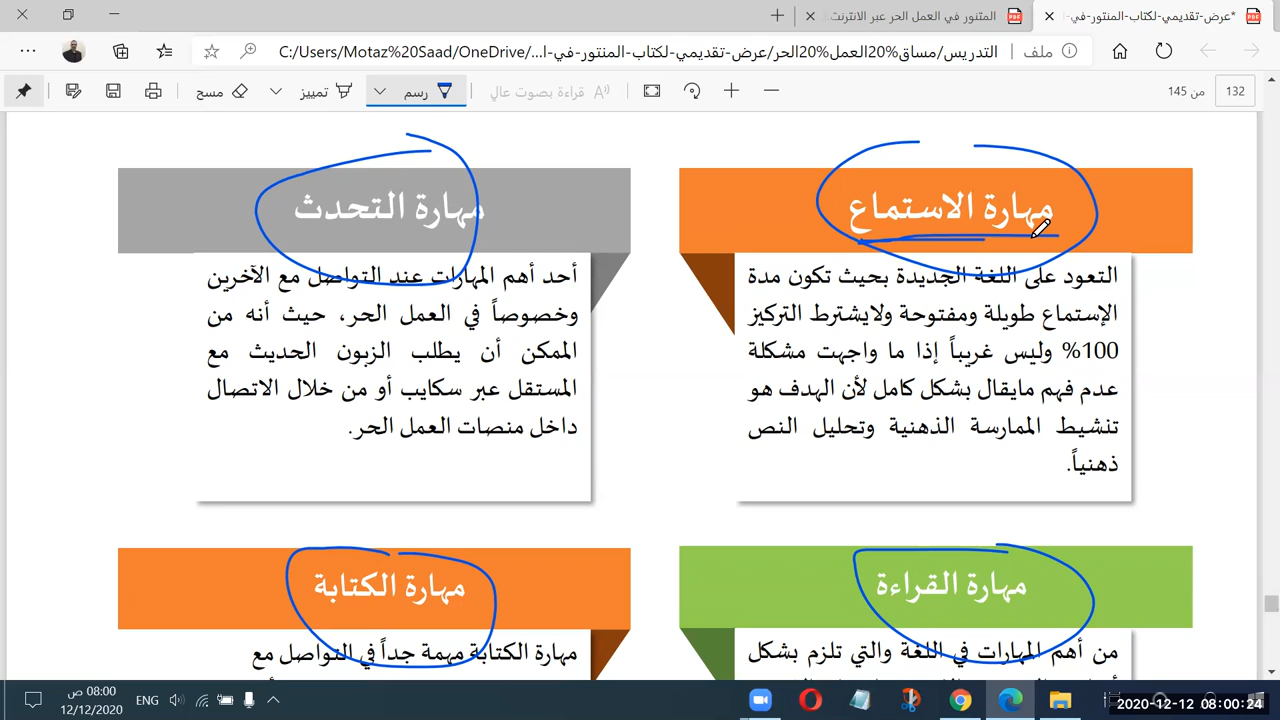 *عرض-تقديمي-لكتاب-المنتور-في-ا
المنتور في العمل الحر عبر الانترنت 2
ملف
C:/Users/Motaz%20Saad/OneDrive/التدريس/مساق%20العمل%20الحر/عرض-تقديمي-لكتاب-المنتور-في-ا...
132
من 145
قراءة بصوت عالٍ
رسم
تمييز
مسح
مهارة الاستماع
التعود على اللغة الجديدة بحيث تكون مدة
الإستماع طويلة ومفتوحة ولايشترط التركيز
100% وليس غريباً إذا ما واجهت مشكلة
عدم فهم مايقال بشكل كامل لأن الهدف هو
تنشيط الممارسة الذهنية وتحليل النص
ذهنياً.
مهارة التحدث
أحد أهم المهارات عند التواصل مع الآخرين
وخصوصاً في العمل الحر، حيث أنه من
الممكن أن يطلب الزبون الحديث مع
المستقل عبر سكايب أو من خلال الاتصال
داخل منصات العمل الحر.
مهارة القراءة
من أهم المهارات في اللغة والتي تلزم بشكل
مهارة الكتابة
مهارة الكتابة مهمة جداً في التواصل مع
ENG
08:00 ص
12/12/2020
2020-12-12 08:00:24